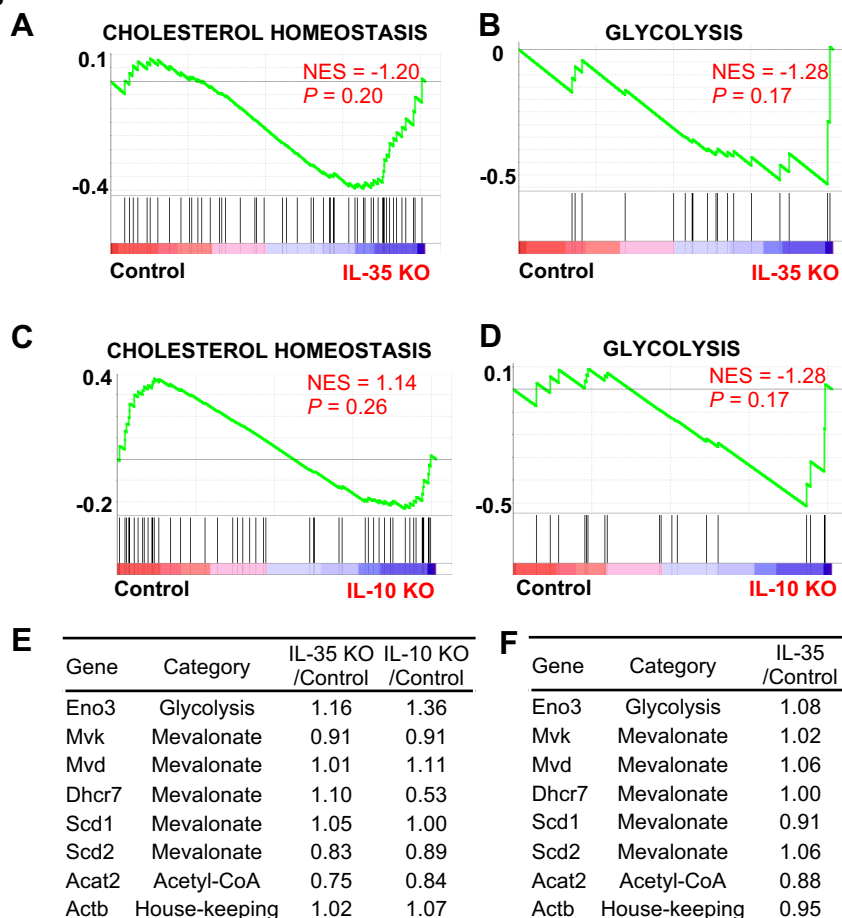 A
CHOLESTEROL HOMEOSTASIS
0.1
NES = -1.20
P = 0.20
-0.4
Control
IL-35 KO
B
GLYCOLYSIS
0
NES = -1.28
P = 0.17
-0.5
Control
IL-35 KO
C
CHOLESTEROL HOMEOSTASIS
0.4
NES = 1.14
P = 0.26
-0.2
Control
IL-10 KO
D
GLYCOLYSIS
0.1
NES = -1.28
P = 0.17
-0.5
Control
IL-10 KO
E
Gene Category IL-35 KO /Control IL-10 KO /Control
Eno3 Glycolysis 1.16 1.36
Mvk Mevalonate 0.91 0.91
Mvd Mevalonate 1.01 1.11
Dhcr7 Mevalonate 1.10 0.53
Scd1 Mevalonate 1.05 1.00
Scd2 Mevalonate 0.83 0.89
Acat2 Acetyl-CoA 0.75 0.84
Actb House-keeping 1.02 1.07
F
Gene Category IL-35 /Control
Eno3 Glycolysis 1.08
Mvk Mevalonate 1.02
Mvd Mevalonate 1.06
Dhcr7 Mevalonate 1.00
Scd1 Mevalonate 0.91
Scd2 Mevalonate 1.06
Acat2 Acetyl-CoA 0.88
Actb House-keeping 0.95